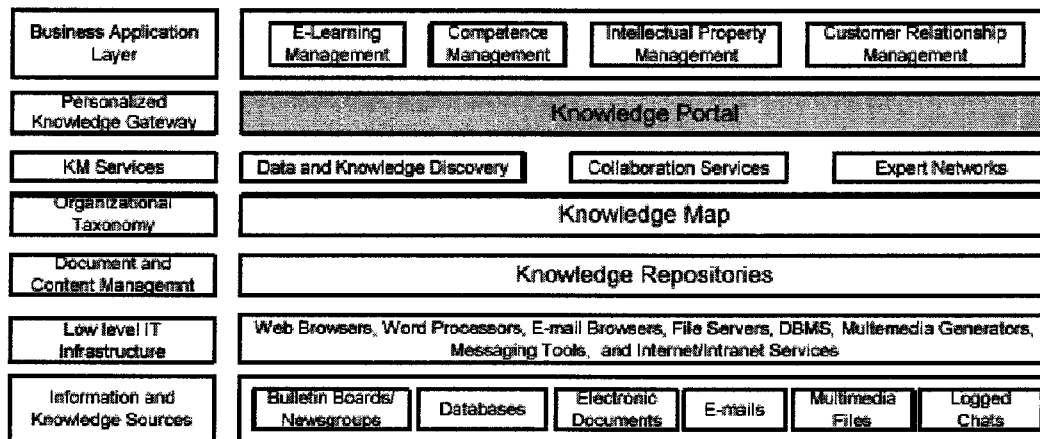 Business Application
Layer
E-Learning
Management
Competence
Management
Intellectual Property
Management
Customer Relationship
Management
Personalized
Knowledge Gateway
Knowledge Portal
KM Services
Data and Knowledge Discovery
Collaboration Services
Expert Networks
Organizational
Taxonomy
Knowledge Map
Document and
Content Managemnt
Knowledge Repositories
Low level IT
Infrastructure
Web Browsers, Word Processors, E-mail Browsers, File Servers, DBMS, Multemedia Generators,
Messaging Tools, and Internet/Intranet Services
Information and
Knowledge Sources
Bulletin Boards/
Newsgroups
Databases
Electronic
Documents
E-mails
Multimedia
Files
Logged
Chats